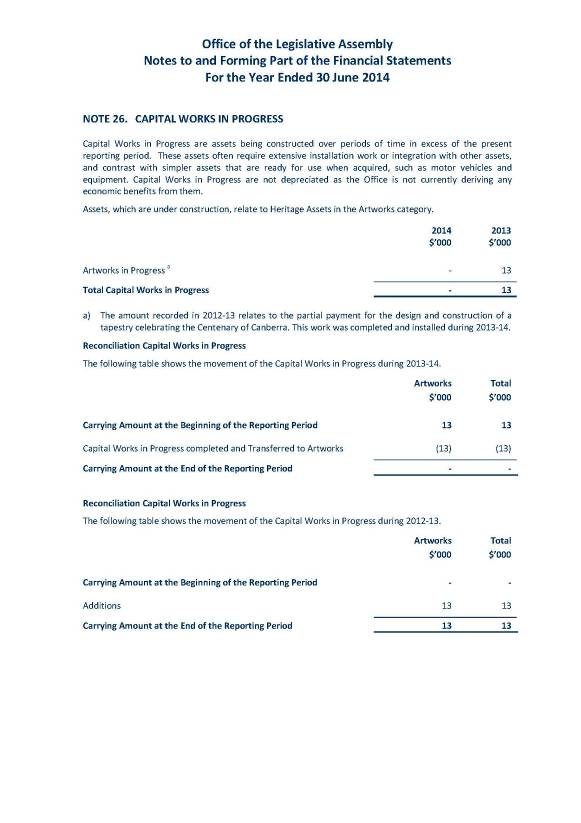 Office of the Legislative Assembly
Notes to and Forming Part of the Financial Statements
For the Year Ended 30 June 2014
NOTE 26. CAPITAL WORKS IN PROGRESS
Capital Works in Progress are assets being constructed over periods of time in excess of the present
reporting period. These assets often require extensive installation work or integration with other assets,
and contrast with simpler assets that are ready for use when acquired, such as motor vehicles and
equipment. Capital Works in Progress are not depreciated as the Office is not currently deriving any
economic benefits from them.
Assets, which are under construction, relate to Heritage Assets in the Artworks category.
2014 2013
$'000 $'000
Artworks in Progress a - 13
Total Capital Works in Progress - 13
a) The amount recorded in 2012-13 relates to the partial payment for the design and construction of a
tapestry celebrating the Centenary of Canberra. This work was completed and installed during 2013-14.
Reconciliation Capital Works in Progress
The following table shows the movement of the Capital Works in Progress during 2013-14.
Artworks Total
$'000 $'000
Carrying Amount at the Beginning of the Reporting Period 13 13
Capital Works in Progress completed and Transferred to Artworks (13) (13)
Carrying Amount at the End of the Reporting Period - -
Reconciliation Capital Works in Progress
The following table shows the movement of the Capital Works in Progress during 2012-13.
Artworks Total
$'000 $'000
Carrying Amount at the Beginning of the Reporting Period - -
Additions 13 13
Carrying Amount at the End of the Reporting Period 13 13